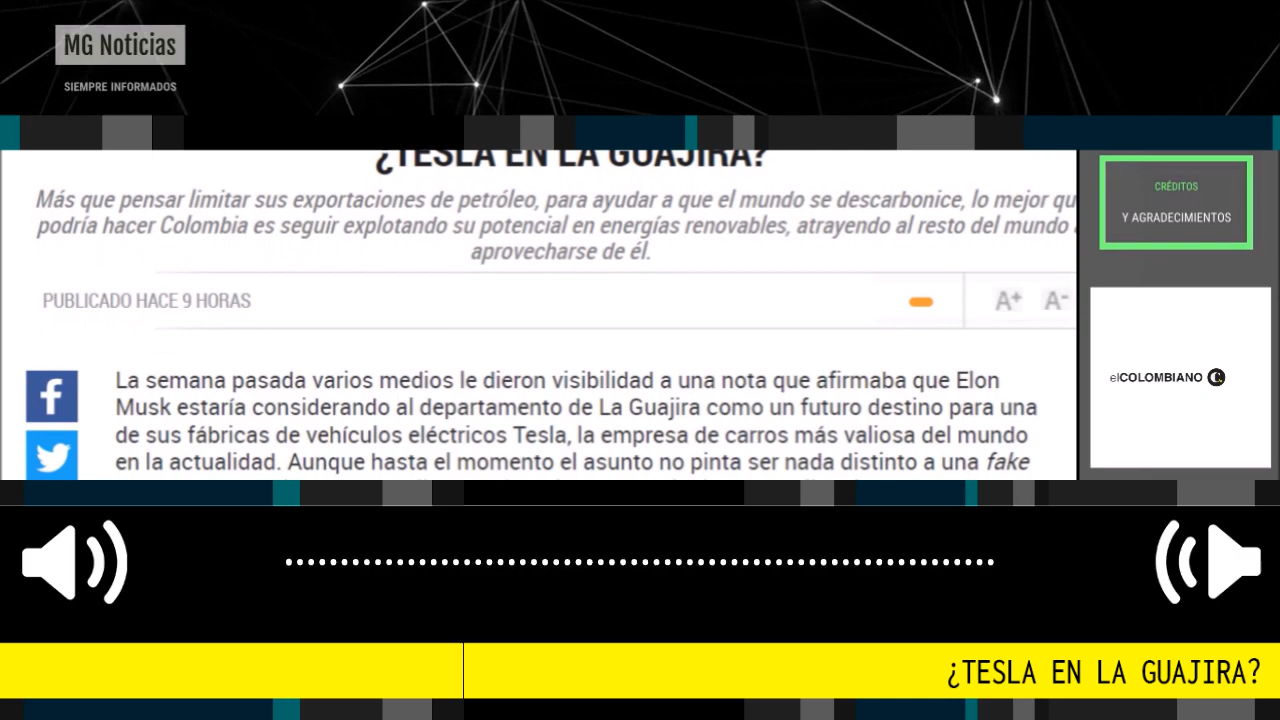 MG Noticias
SIEMPRE INFORMADOS
¿TESLA EN LA GUAJIRA?
Más que pensar limitar sus exportaciones de petróleo, para ayudar a que el mundo se descarbonice, lo mejor qu
podría hacer Colombia es seguir explotando su potencial en energías renovables, atrayendo al resto del mundo
aprovecharse de él.
PUBLICADO HACE 9 HORAS
A+ A-
La semana pasada varios medios le dieron visibilidad a una nota que afirmaba que Elon
Musk estaría considerando al departamento de La Guajira como un futuro destino para una
de sus fábricas de vehículos eléctricos Tesla, la empresa de carros más valiosa del mundo
en la actualidad. Aunque hasta el momento el asunto no pinta ser nada distinto a una fake
CRÉDITOS
Y AGRADECIMIENTOS
elCOLOMBIANO C
¿TESLA EN LA GUAJIRA?